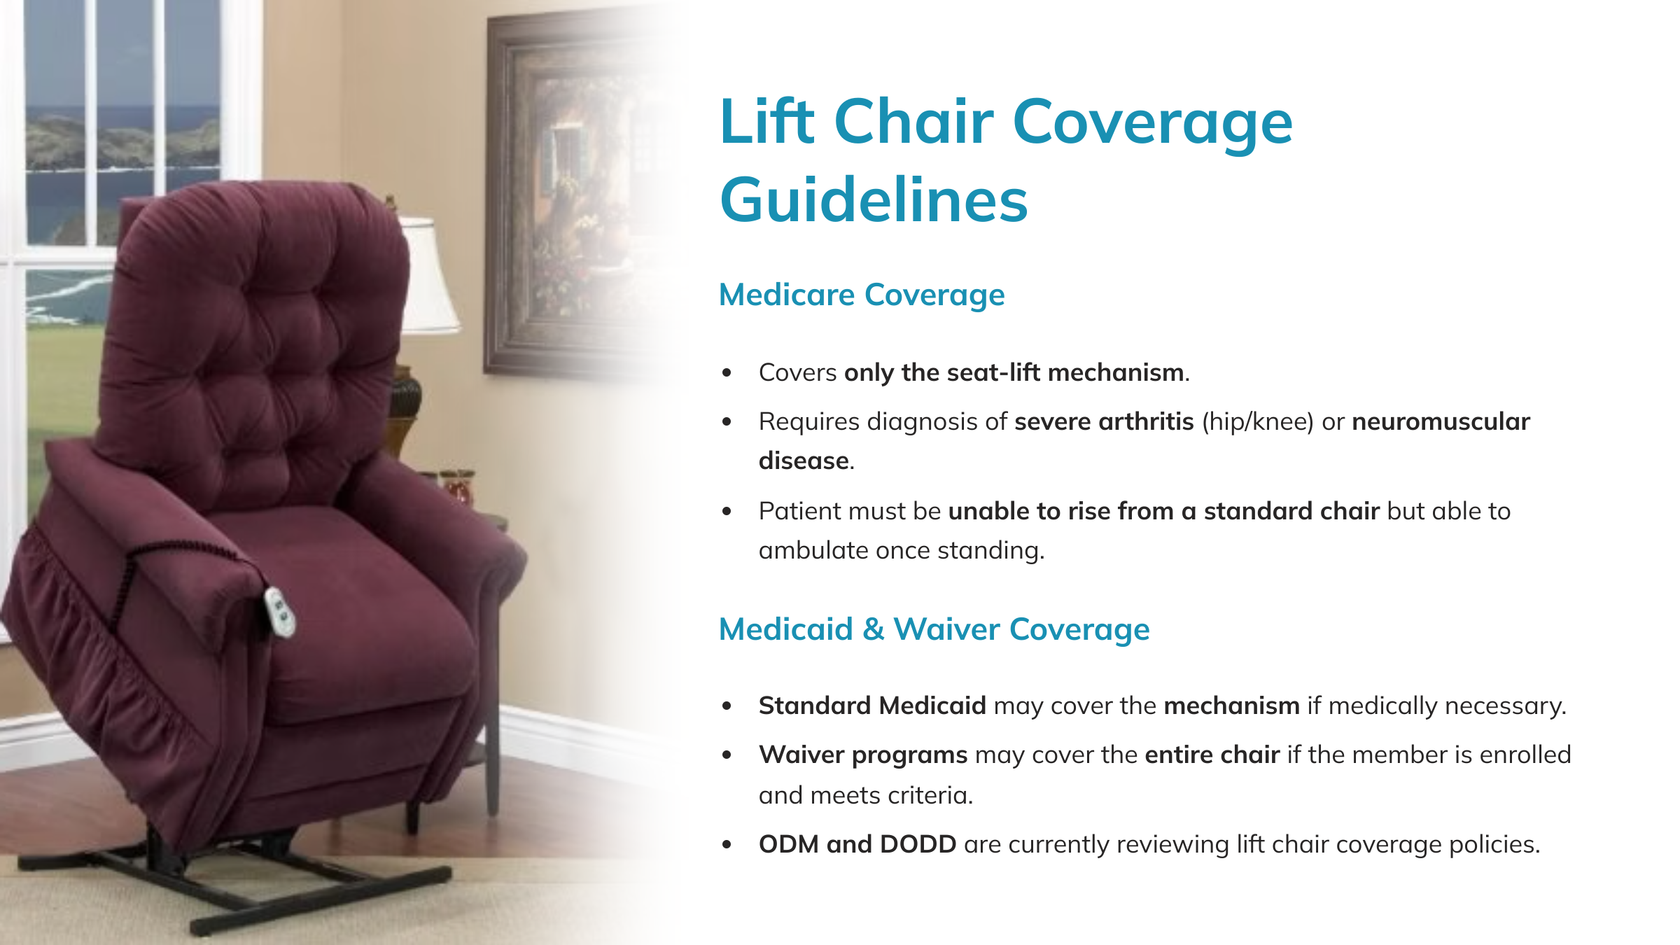 Lift Chair Coverage
Guidelines
Medicare Coverage
• Covers only the seat-lift mechanism.
• Requires diagnosis of severe arthritis (hip/knee) or neuromuscular
disease.
• Patient must be unable to rise from a standard chair but able to
ambulate once standing.
Medicaid & Waiver Coverage
• Standard Medicaid may cover the mechanism if medically necessary.
• Waiver programs may cover the entire chair if the member is enrolled
and meets criteria.
• ODM and DODD are currently reviewing lift chair coverage policies.